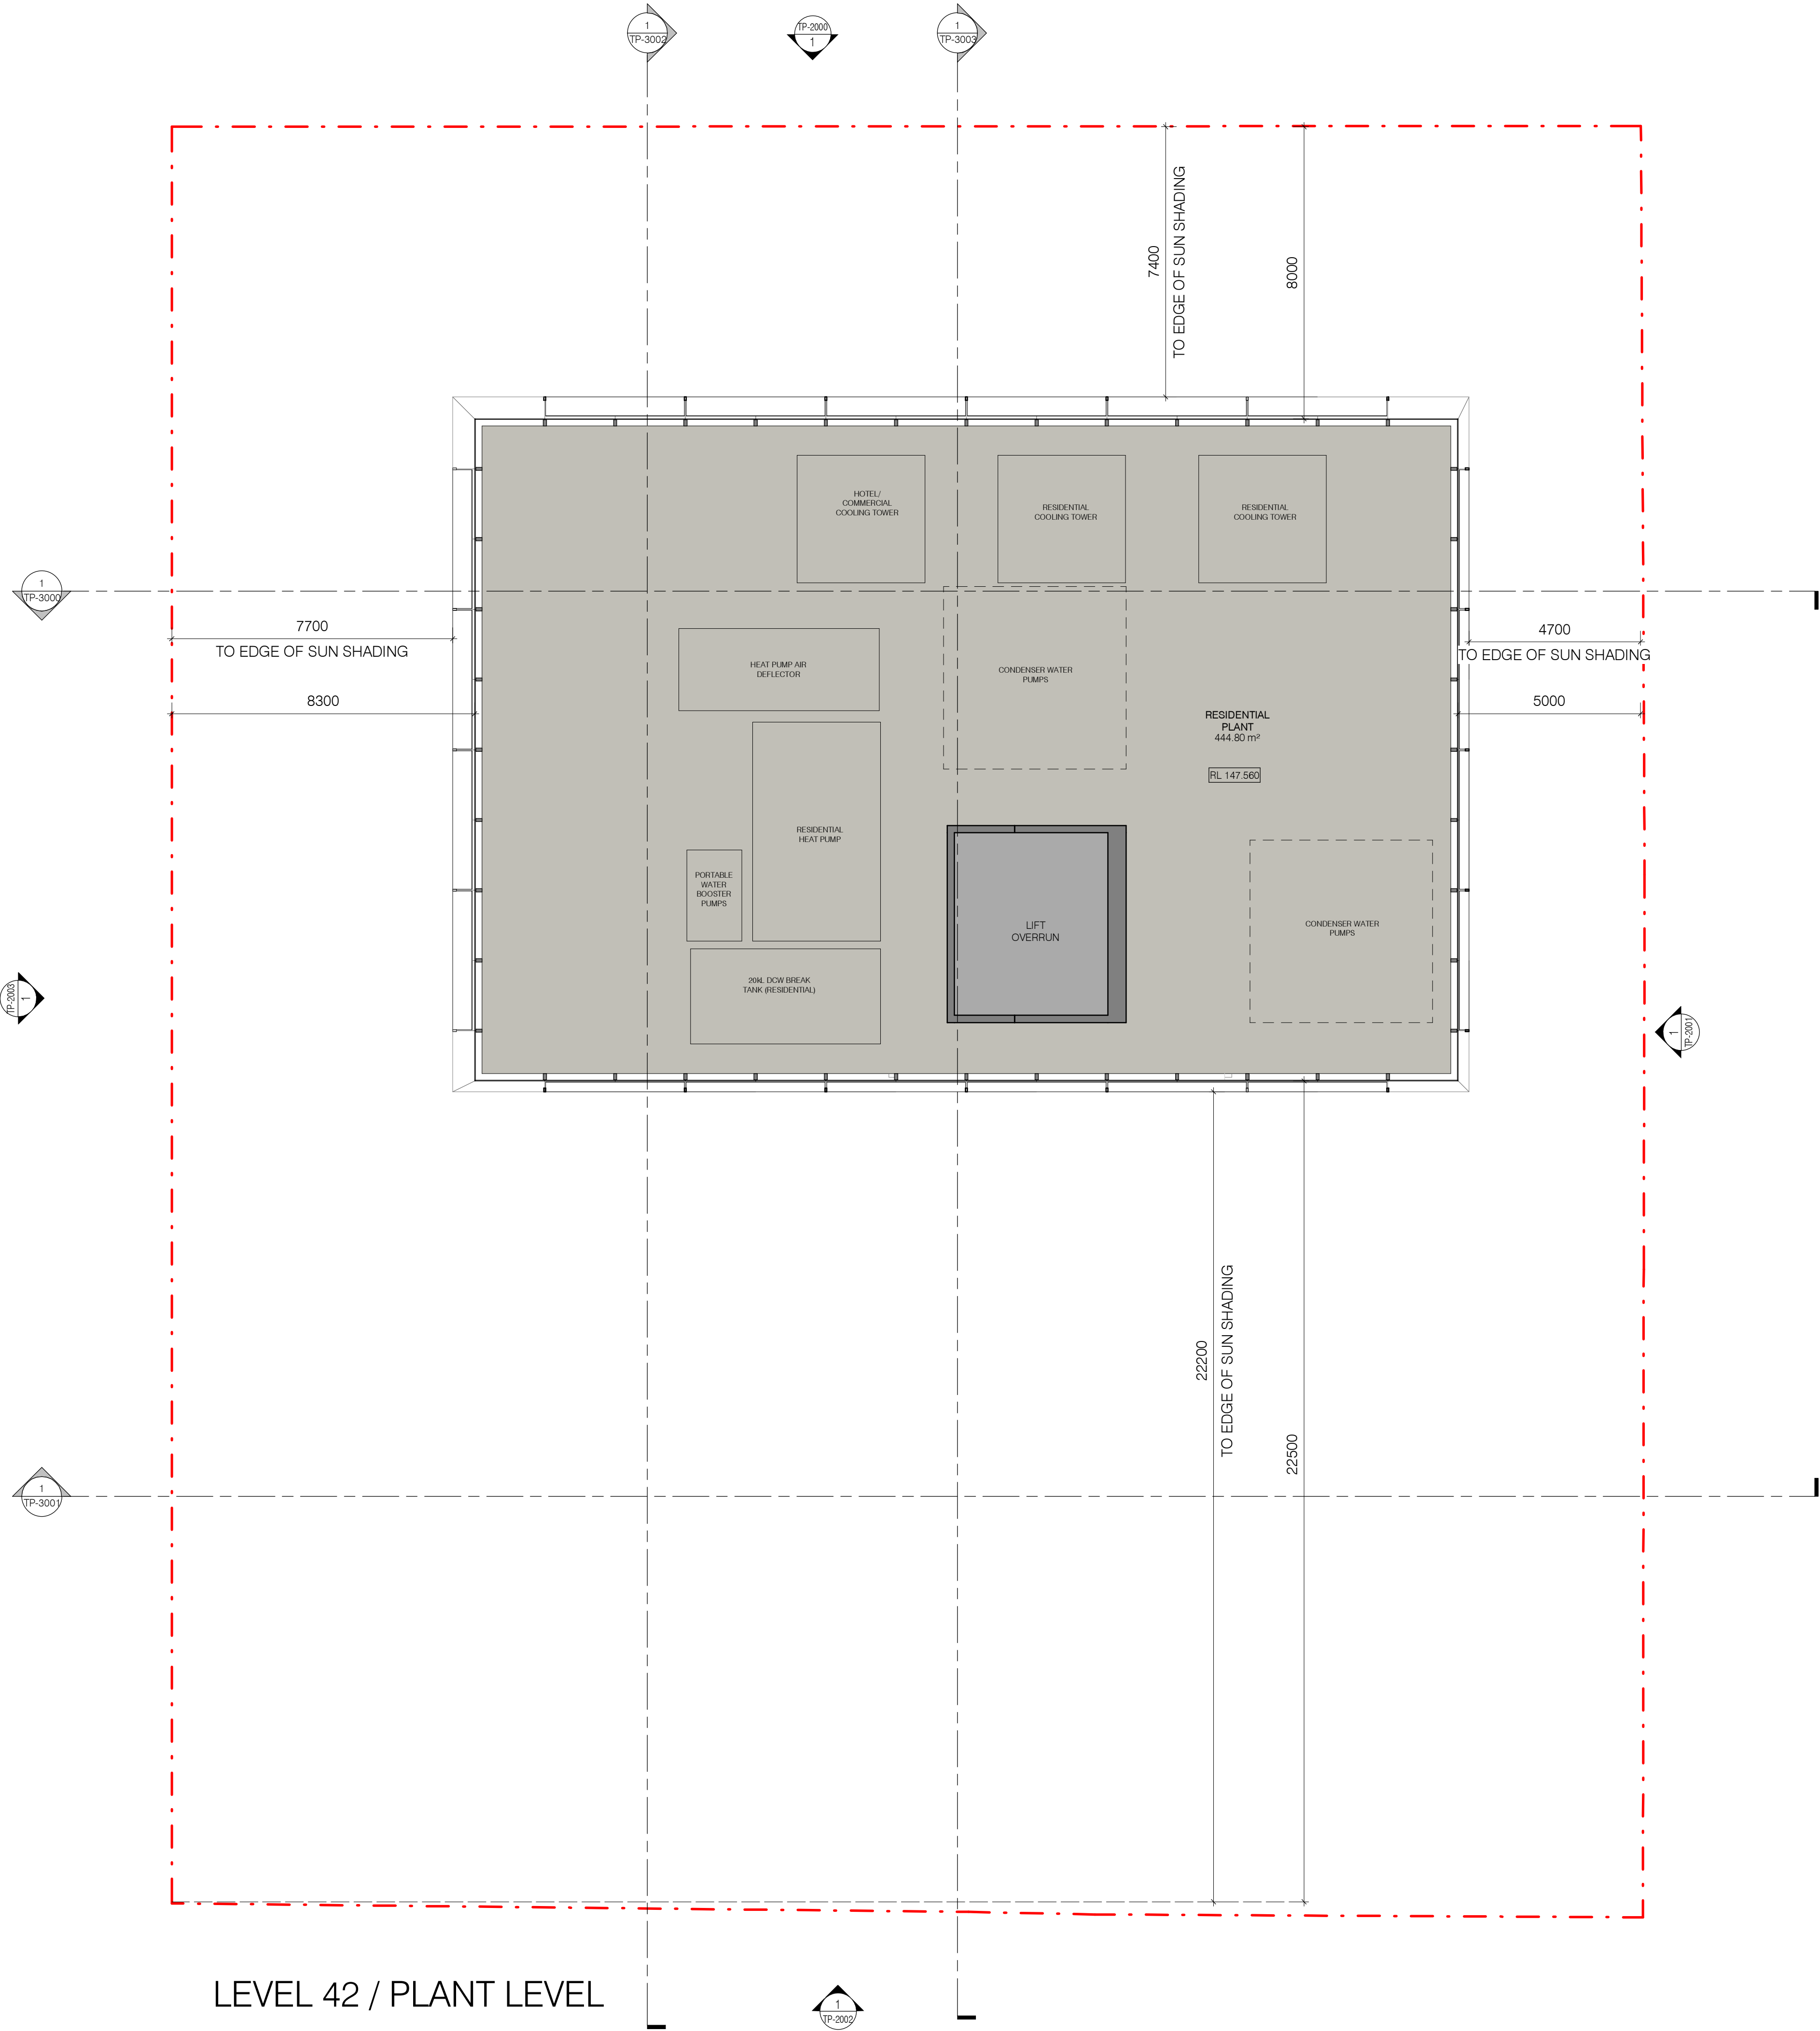 1
TP-3002
TP-2000
1
1
TP-3003
7400
TO EDGE OF SUN SHADING
8000
HOTEL/
COMMERCIAL
COOLING TOWER
RESIDENTIAL
COOLING TOWER
RESIDENTIAL
COOLING TOWER
1
TP-3000
7700
TO EDGE OF SUN SHADING
8300
4700
TO EDGE OF SUN SHADING
5000
HEAT PUMP AIR
DEFLECTOR
CONDENSER WATER
PUMPS
RESIDENTIAL
PLANT
444.80 m²
RL 147.560
RESIDENTIAL
HEAT PUMP
PORTABLE
WATER
BOOSTER
PUMPS
LIFT
OVERRUN
CONDENSER WATER
PUMPS
20kL DCW BREAK
TANK (RESIDENTIAL)
TP-2003
1
1
TP-2001
22200
TO EDGE OF SUN SHADING
22500
1
TP-3001
LEVEL 42 / PLANT LEVEL
1
TP-2002